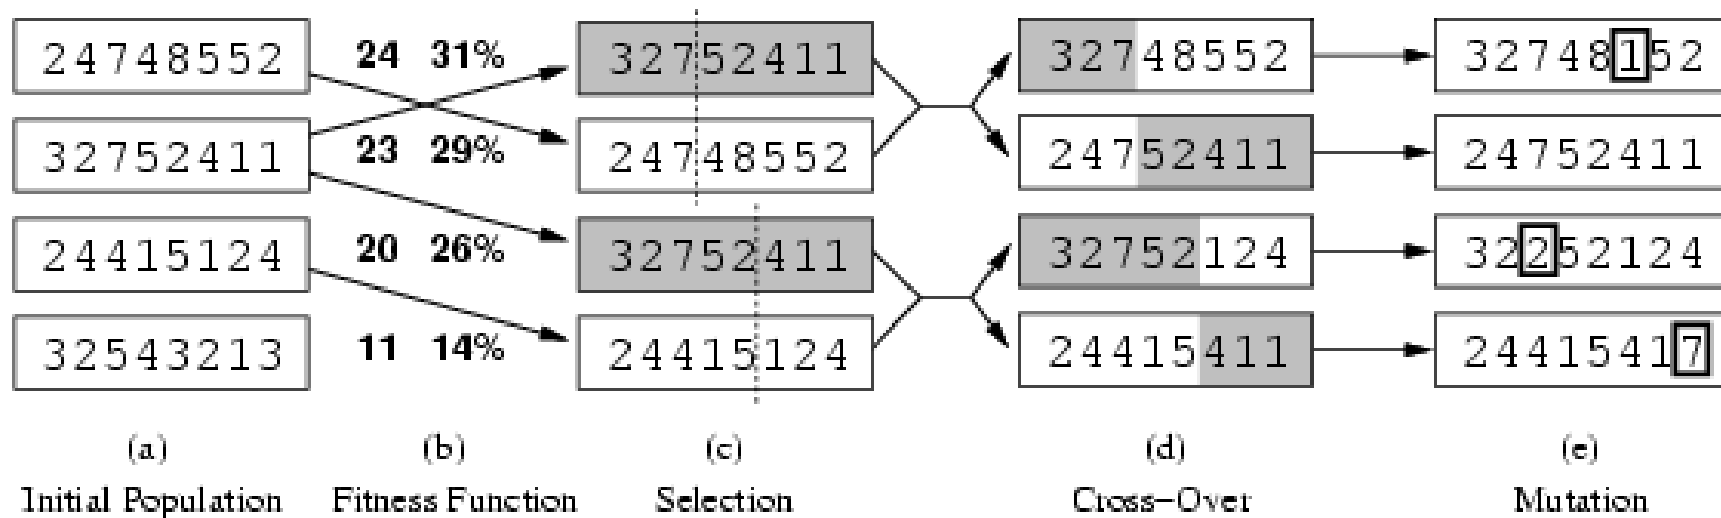 24748552 24 31% 32752411 32748552 32748152
32752411 23 29% 24748552 24752411 24752411
24415124 20 26% 32752411 32752124 32252124
32543213 11 14% 24415124 24415411 24415417
(a) (b) (c) (d) (e)
Initial Population Fitness Function Selection Cross–Over Mutation